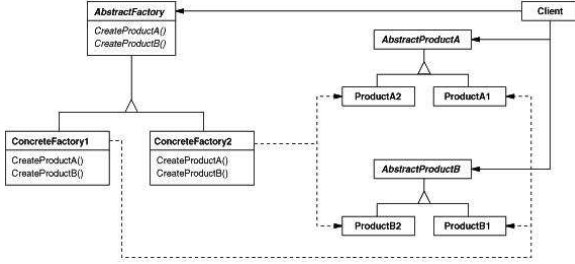 AbstractFactory
CreateProductA()
CreateProductB()
Client
AbstractProductA
ProductA2
ProductA1
ConcreteFactory1
CreateProductA()
CreateProductB()
ConcreteFactory2
CreateProductA()
CreateProductB()
AbstractProductB
ProductB2
ProductB1